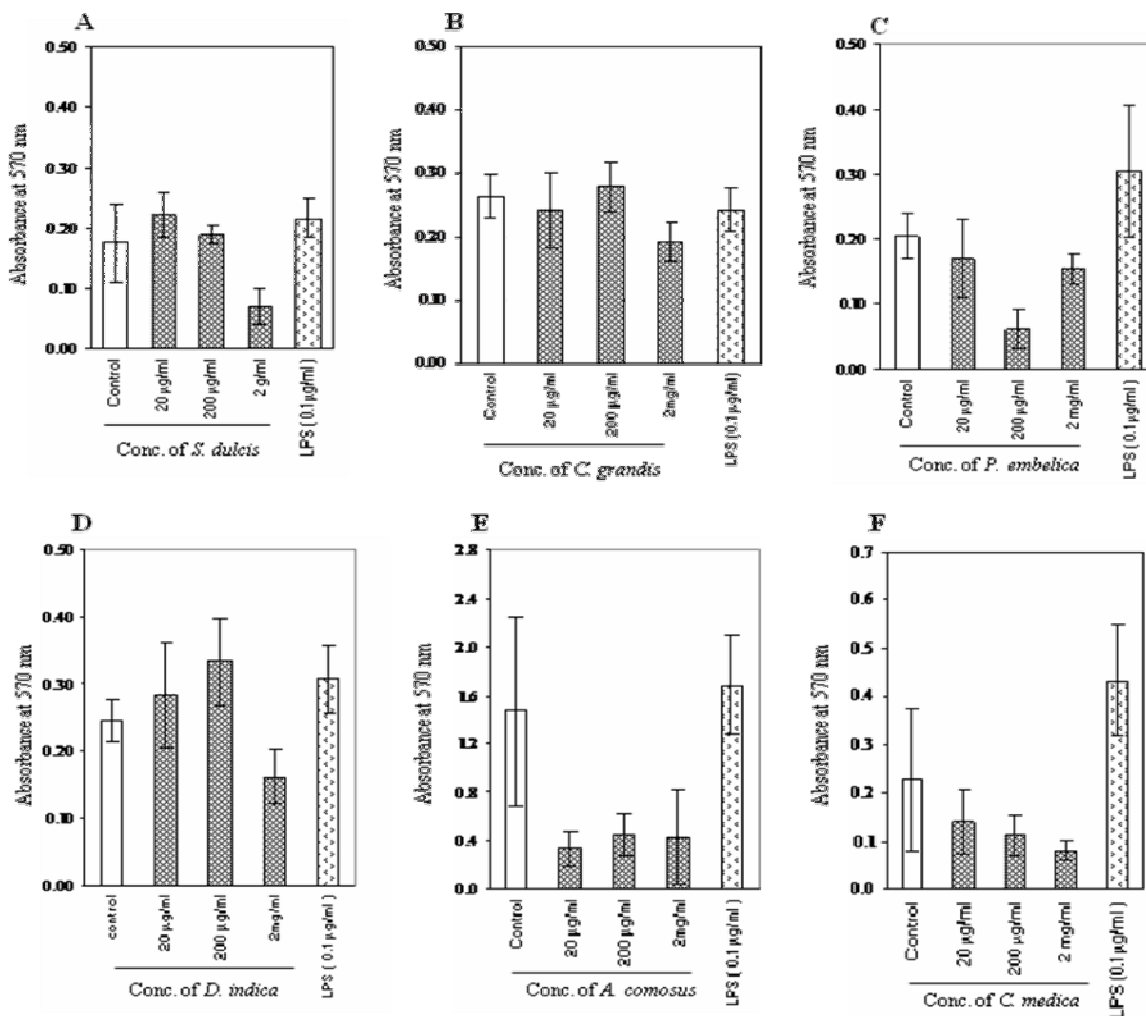 A
Absorbance at 570 nm
0.50
0.40
0.30
0.20
0.10
0.00
Control
20 µg/ml
200 µg/ml
2 g/ml
LPS ( 0.1 µg/ml )
Conc. of S. dulcis
B
Absorbance at 570 nm
0.50
0.40
0.30
0.20
0.10
0.00
Control
20 µg/ml
200 µg/ml
2mg/ml
LPS ( 0.1 µg/ml )
Conc. of C. grandis
C
Absorbance at 570 nm
0.50
0.40
0.30
0.20
0.10
0.00
Control
20 µg/ml
200 µg/ml
2 mg/ml
LPS ( 0.1 µg/ml )
Conc. of P. embelica
D
Absorbance at 570 nm
0.50
0.40
0.30
0.20
0.10
0.00
control
20 µg/ml
200 µg/ml
2mg/ml
LPS ( 0.1 µg/ml )
Conc. of D. indica
E
Absorbance at 570 nm
2.8
2.4
2.0
1.6
1.2
0.8
0.4
0.0
Control
20 µg/ml
200 µg/ml
2mg/ml
LPS ( 0.1 µg/ml )
Conc. of A. comosus
F
Absorbance at 570 nm
0.7
0.6
0.5
0.4
0.3
0.2
0.1
0.0
Control
20 µg/ml
200 µg/ml
2 mg/ml
LPS ( 0.1 µg/ml )
Conc. of C. medica